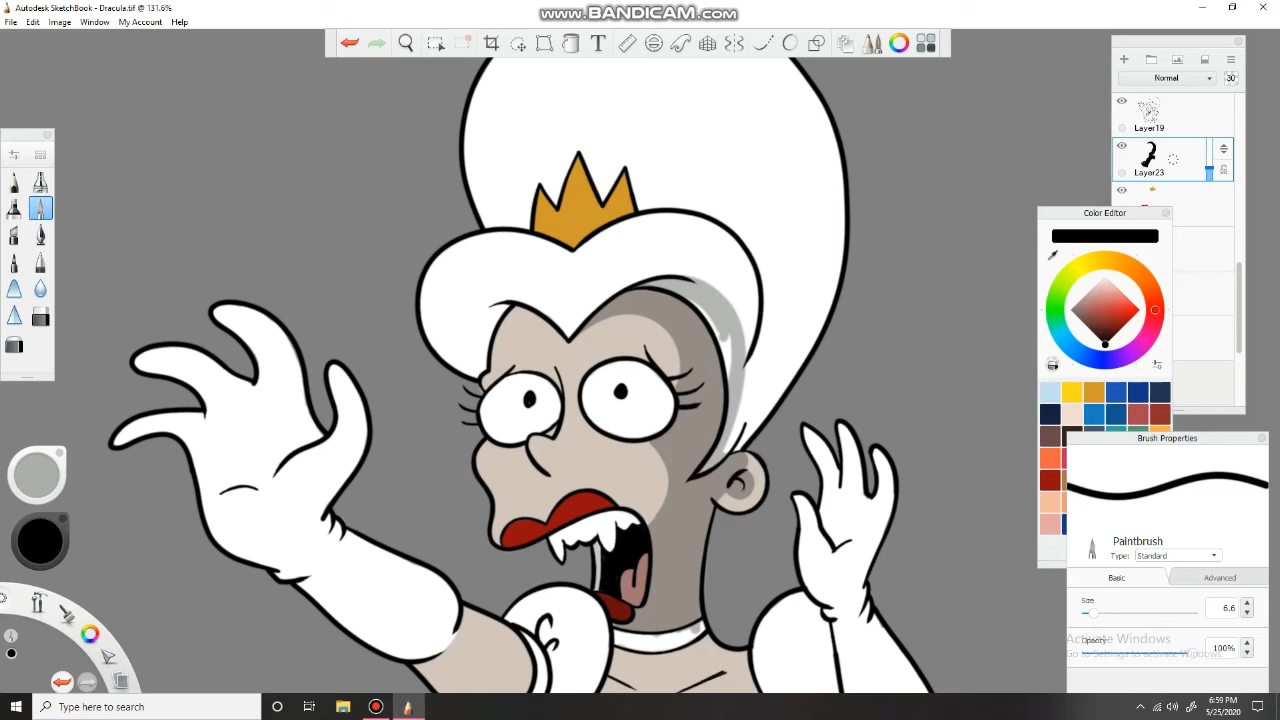 Autodesk SketchBook - Dracula.tif @ 131.6%
www.BANDICAM.com
File Edit Image Window My Account Help
Normal 30
Layer19
Layer23
Color Editor
Brush Properties
Paintbrush
Type: Standard
Basic Advanced
Size
6.6
Opacity
100%
Activate Windows
Go to Settings to activate Windows.
Type here to search
6:59 PM
5/25/2020